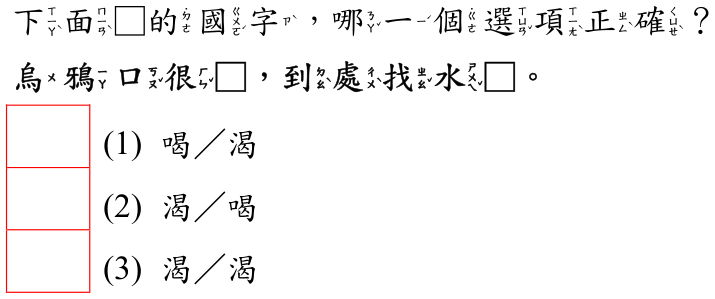 下面□的國字,哪一個選項正確?
烏鴉口很□,到處找水□。
(1) 喝/渴
(2) 渴/喝
(3) 渴/渴